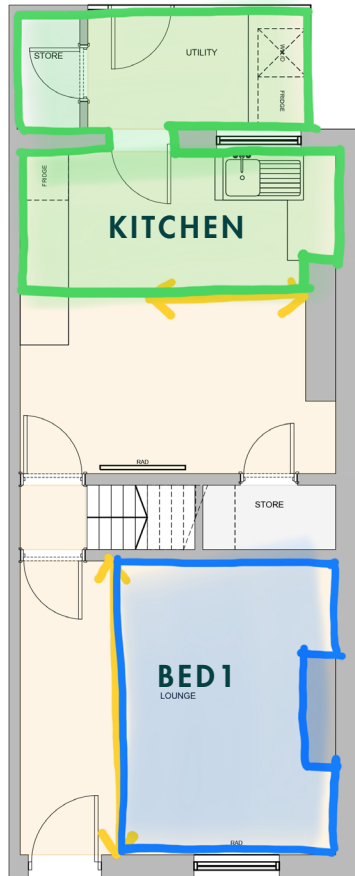 STORE
UTILITY
W/M/D
FRIDGE
FRIDGE
KITCHEN
RAD
STORE
BED1
LOUNGE
RAD